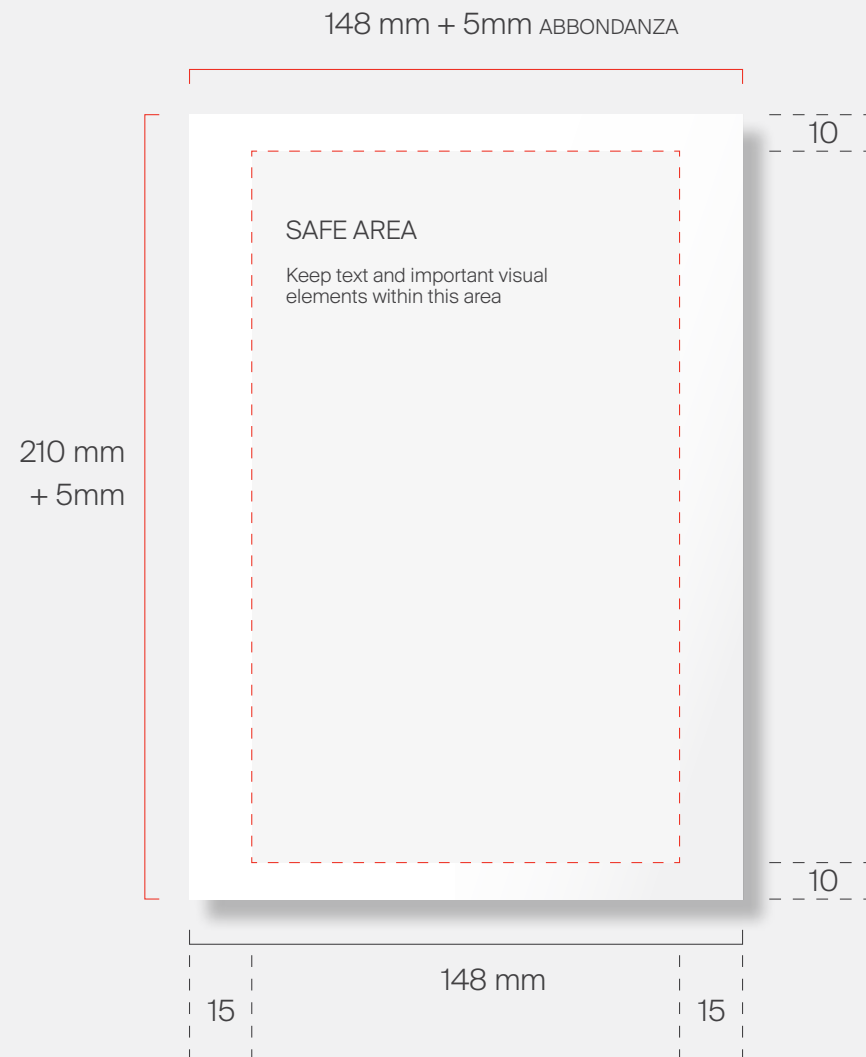 148 mm + 5mm ABBONDANZA
10
SAFE AREA
Keep text and important visual
elements within this area
210 mm
+ 5mm
10
148 mm
15
15